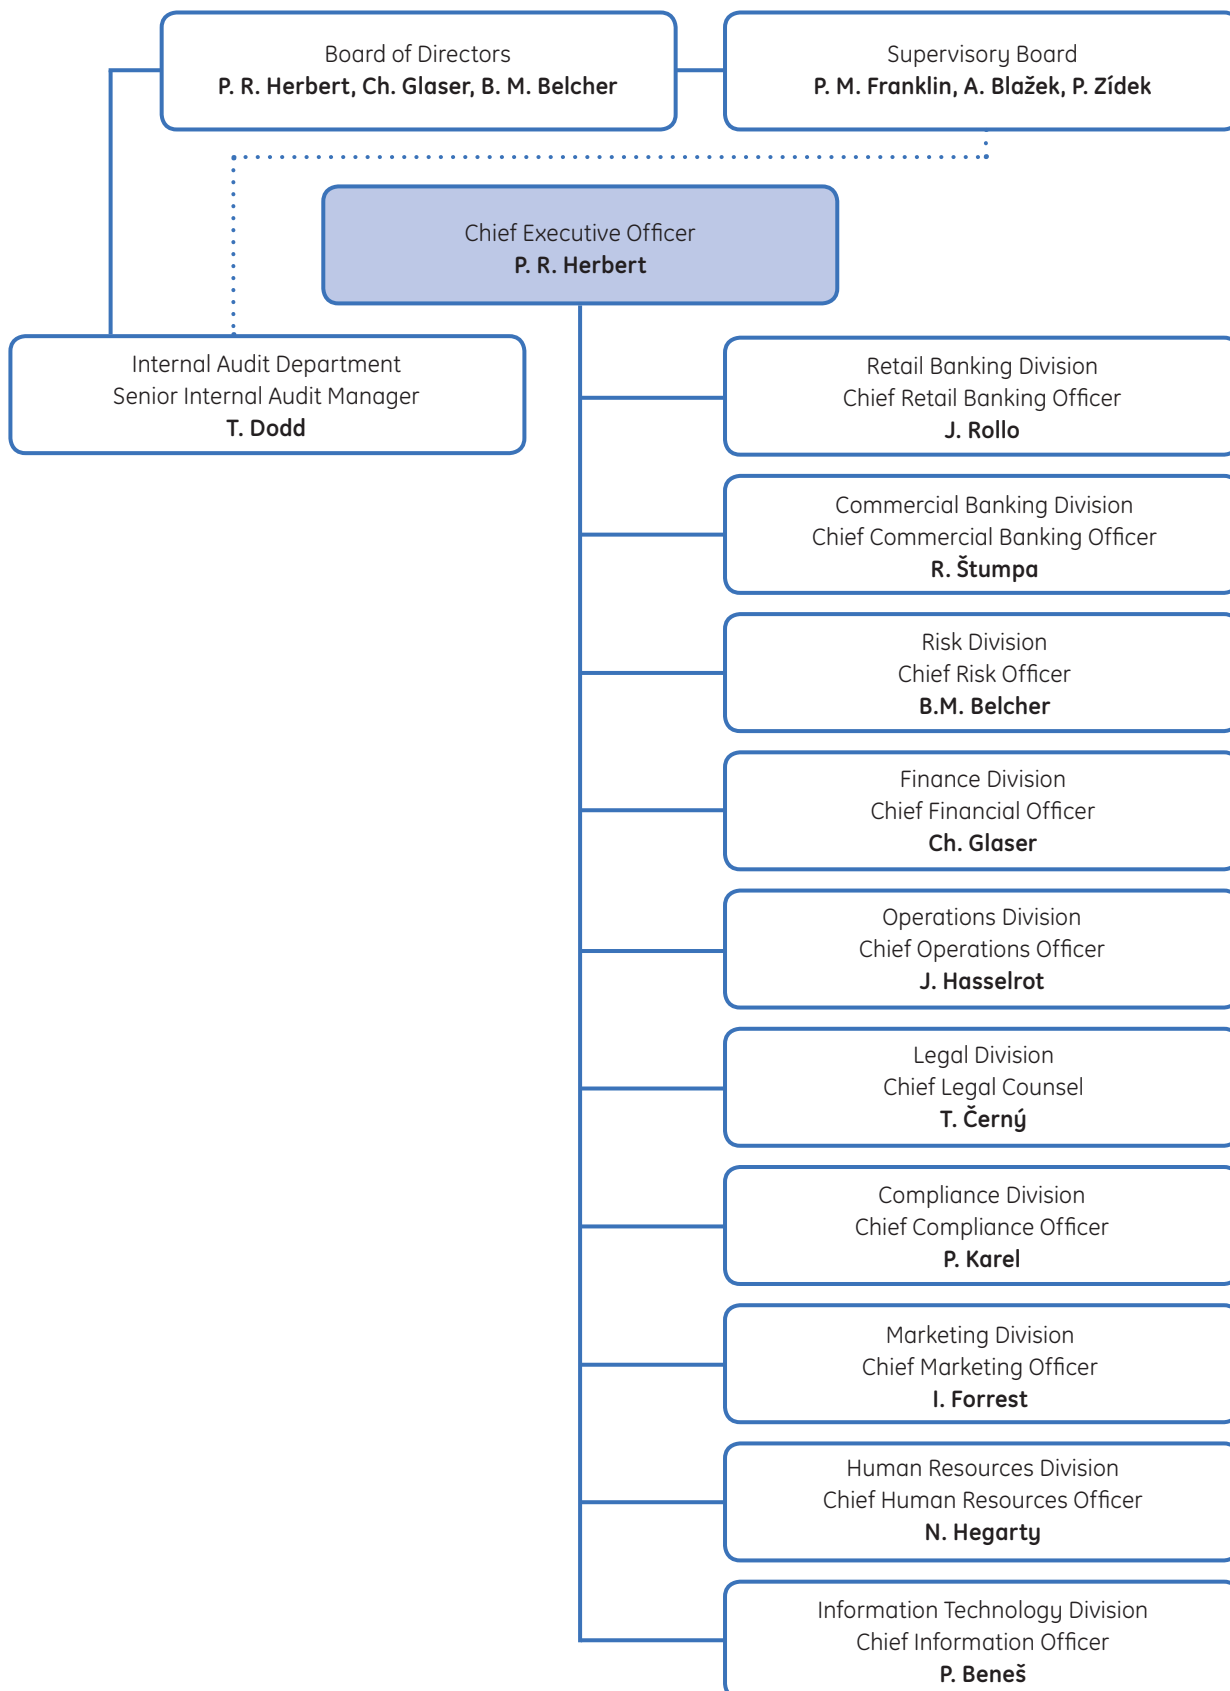 Board of Directors
P. R. Herbert, Ch. Glaser, B. M. Belcher
Supervisory Board
P. M. Franklin, A. Blažek, P. Zídek
Chief Executive Officer
P. R. Herbert
Internal Audit Department
Senior Internal Audit Manager
T. Dodd
Retail Banking Division
Chief Retail Banking Officer
J. Rollo
Commercial Banking Division
Chief Commercial Banking Officer
R. Štumpa
Risk Division
Chief Risk Officer
B.M. Belcher
Finance Division
Chief Financial Officer
Ch. Glaser
Operations Division
Chief Operations Officer
J. Hasselrot
Legal Division
Chief Legal Counsel
T. Černý
Compliance Division
Chief Compliance Officer
P. Karel
Marketing Division
Chief Marketing Officer
I. Forrest
Human Resources Division
Chief Human Resources Officer
N. Hegarty
Information Technology Division
Chief Information Officer
P. Beneš